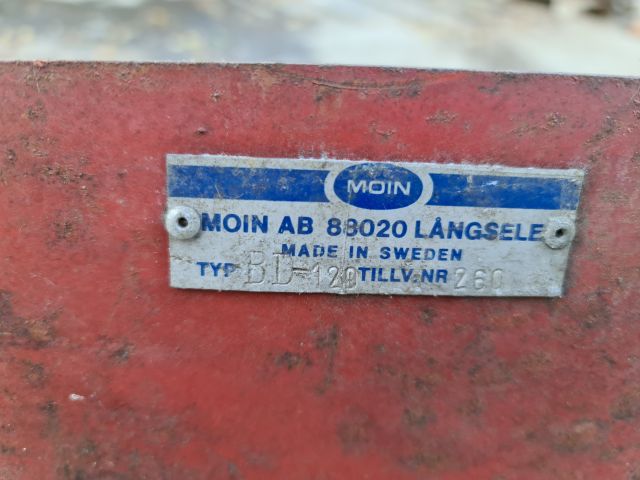 MOIN
MOIN AB 88020 LÅNGSELE
MADE IN SWEDEN
TYP BD-120 TILLV.NR 260